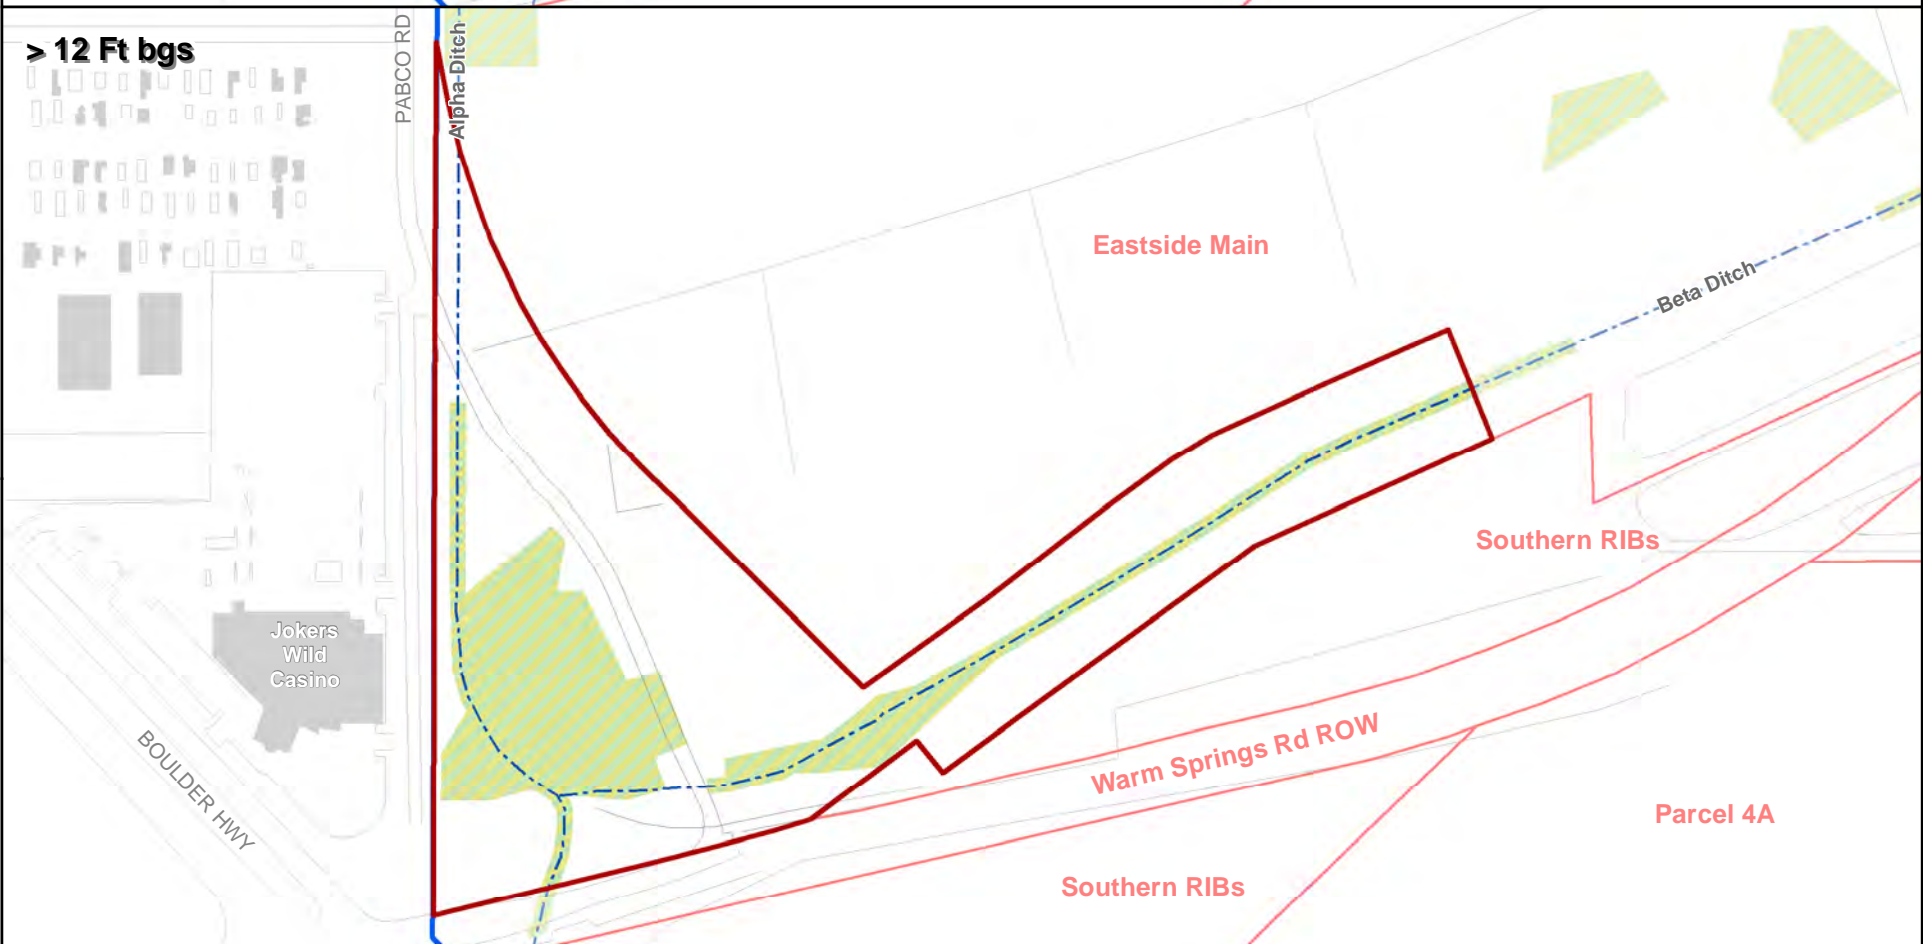 > 12 Ft bgs
PABCO RD
Alpha Ditch
Eastside Main
Beta Ditch
Southern RIBs
Jokers
Wild
Casino
BOULDER HWY
Warm Springs Rd ROW
Parcel 4A
Southern RIBs